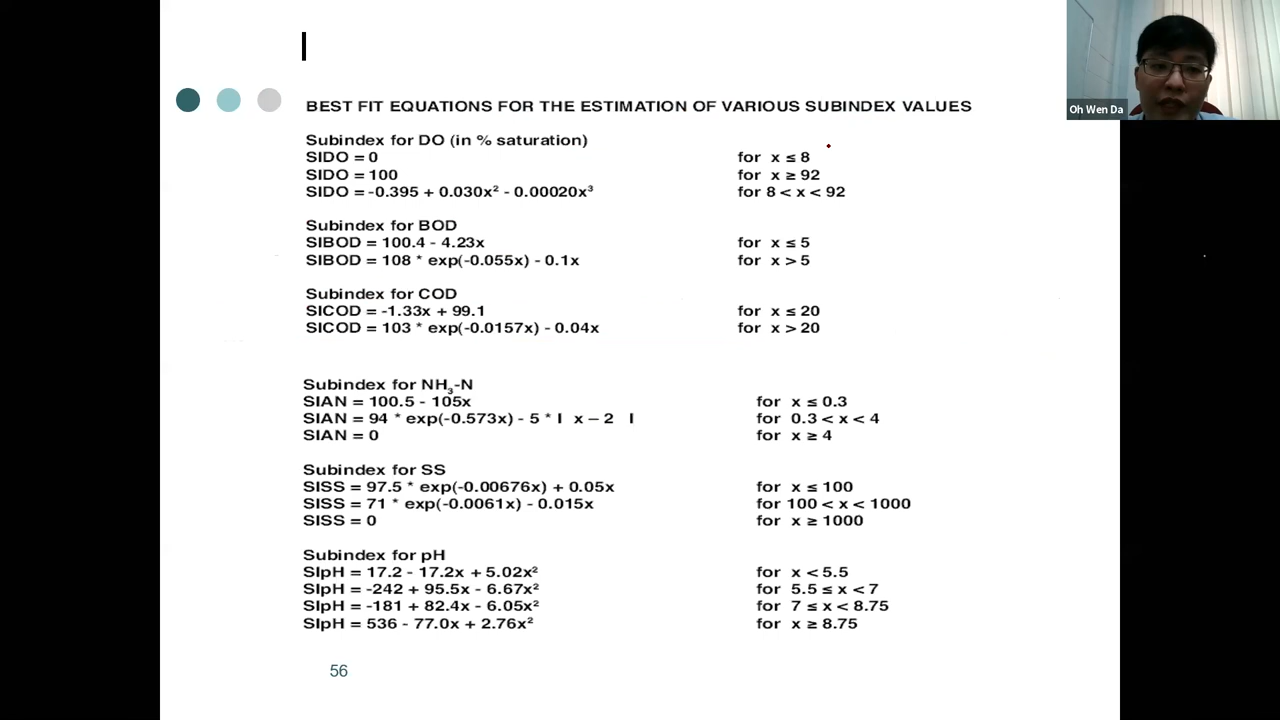 BEST FIT EQUATIONS FOR THE ESTIMATION OF VARIOUS SUBINDEX VALUES
Oh Wen Da
Subindex for DO (in % saturation)
SIDO = 0 for x ≤ 8
SIDO = 100 for x ≥ 92
SIDO = -0.395 + 0.030x² - 0.00020x³ for 8 < x < 92
Subindex for BOD
SIBOD = 100.4 - 4.23x for x ≤ 5
SIBOD = 108 * exp(-0.055x) - 0.1x for x > 5
Subindex for COD
SICOD = -1.33x + 99.1 for x ≤ 20
SICOD = 103 * exp(-0.0157x) - 0.04x for x > 20
Subindex for NH₃-N
SIAN = 100.5 - 105x for x ≤ 0.3
SIAN = 94 * exp(-0.573x) - 5 * I x – 2 I for 0.3 < x < 4
SIAN = 0 for x ≥ 4
Subindex for SS
SISS = 97.5 * exp(-0.00676x) + 0.05x for x ≤ 100
SISS = 71 * exp(-0.0061x) - 0.015x for 100 < x < 1000
SISS = 0 for x ≥ 1000
Subindex for pH
SIpH = 17.2 - 17.2x + 5.02x² for x < 5.5
SIpH = -242 + 95.5x - 6.67x² for 5.5 ≤ x < 7
SIpH = -181 + 82.4x - 6.05x² for 7 ≤ x < 8.75
SIpH = 536 - 77.0x + 2.76x² for x ≥ 8.75
56